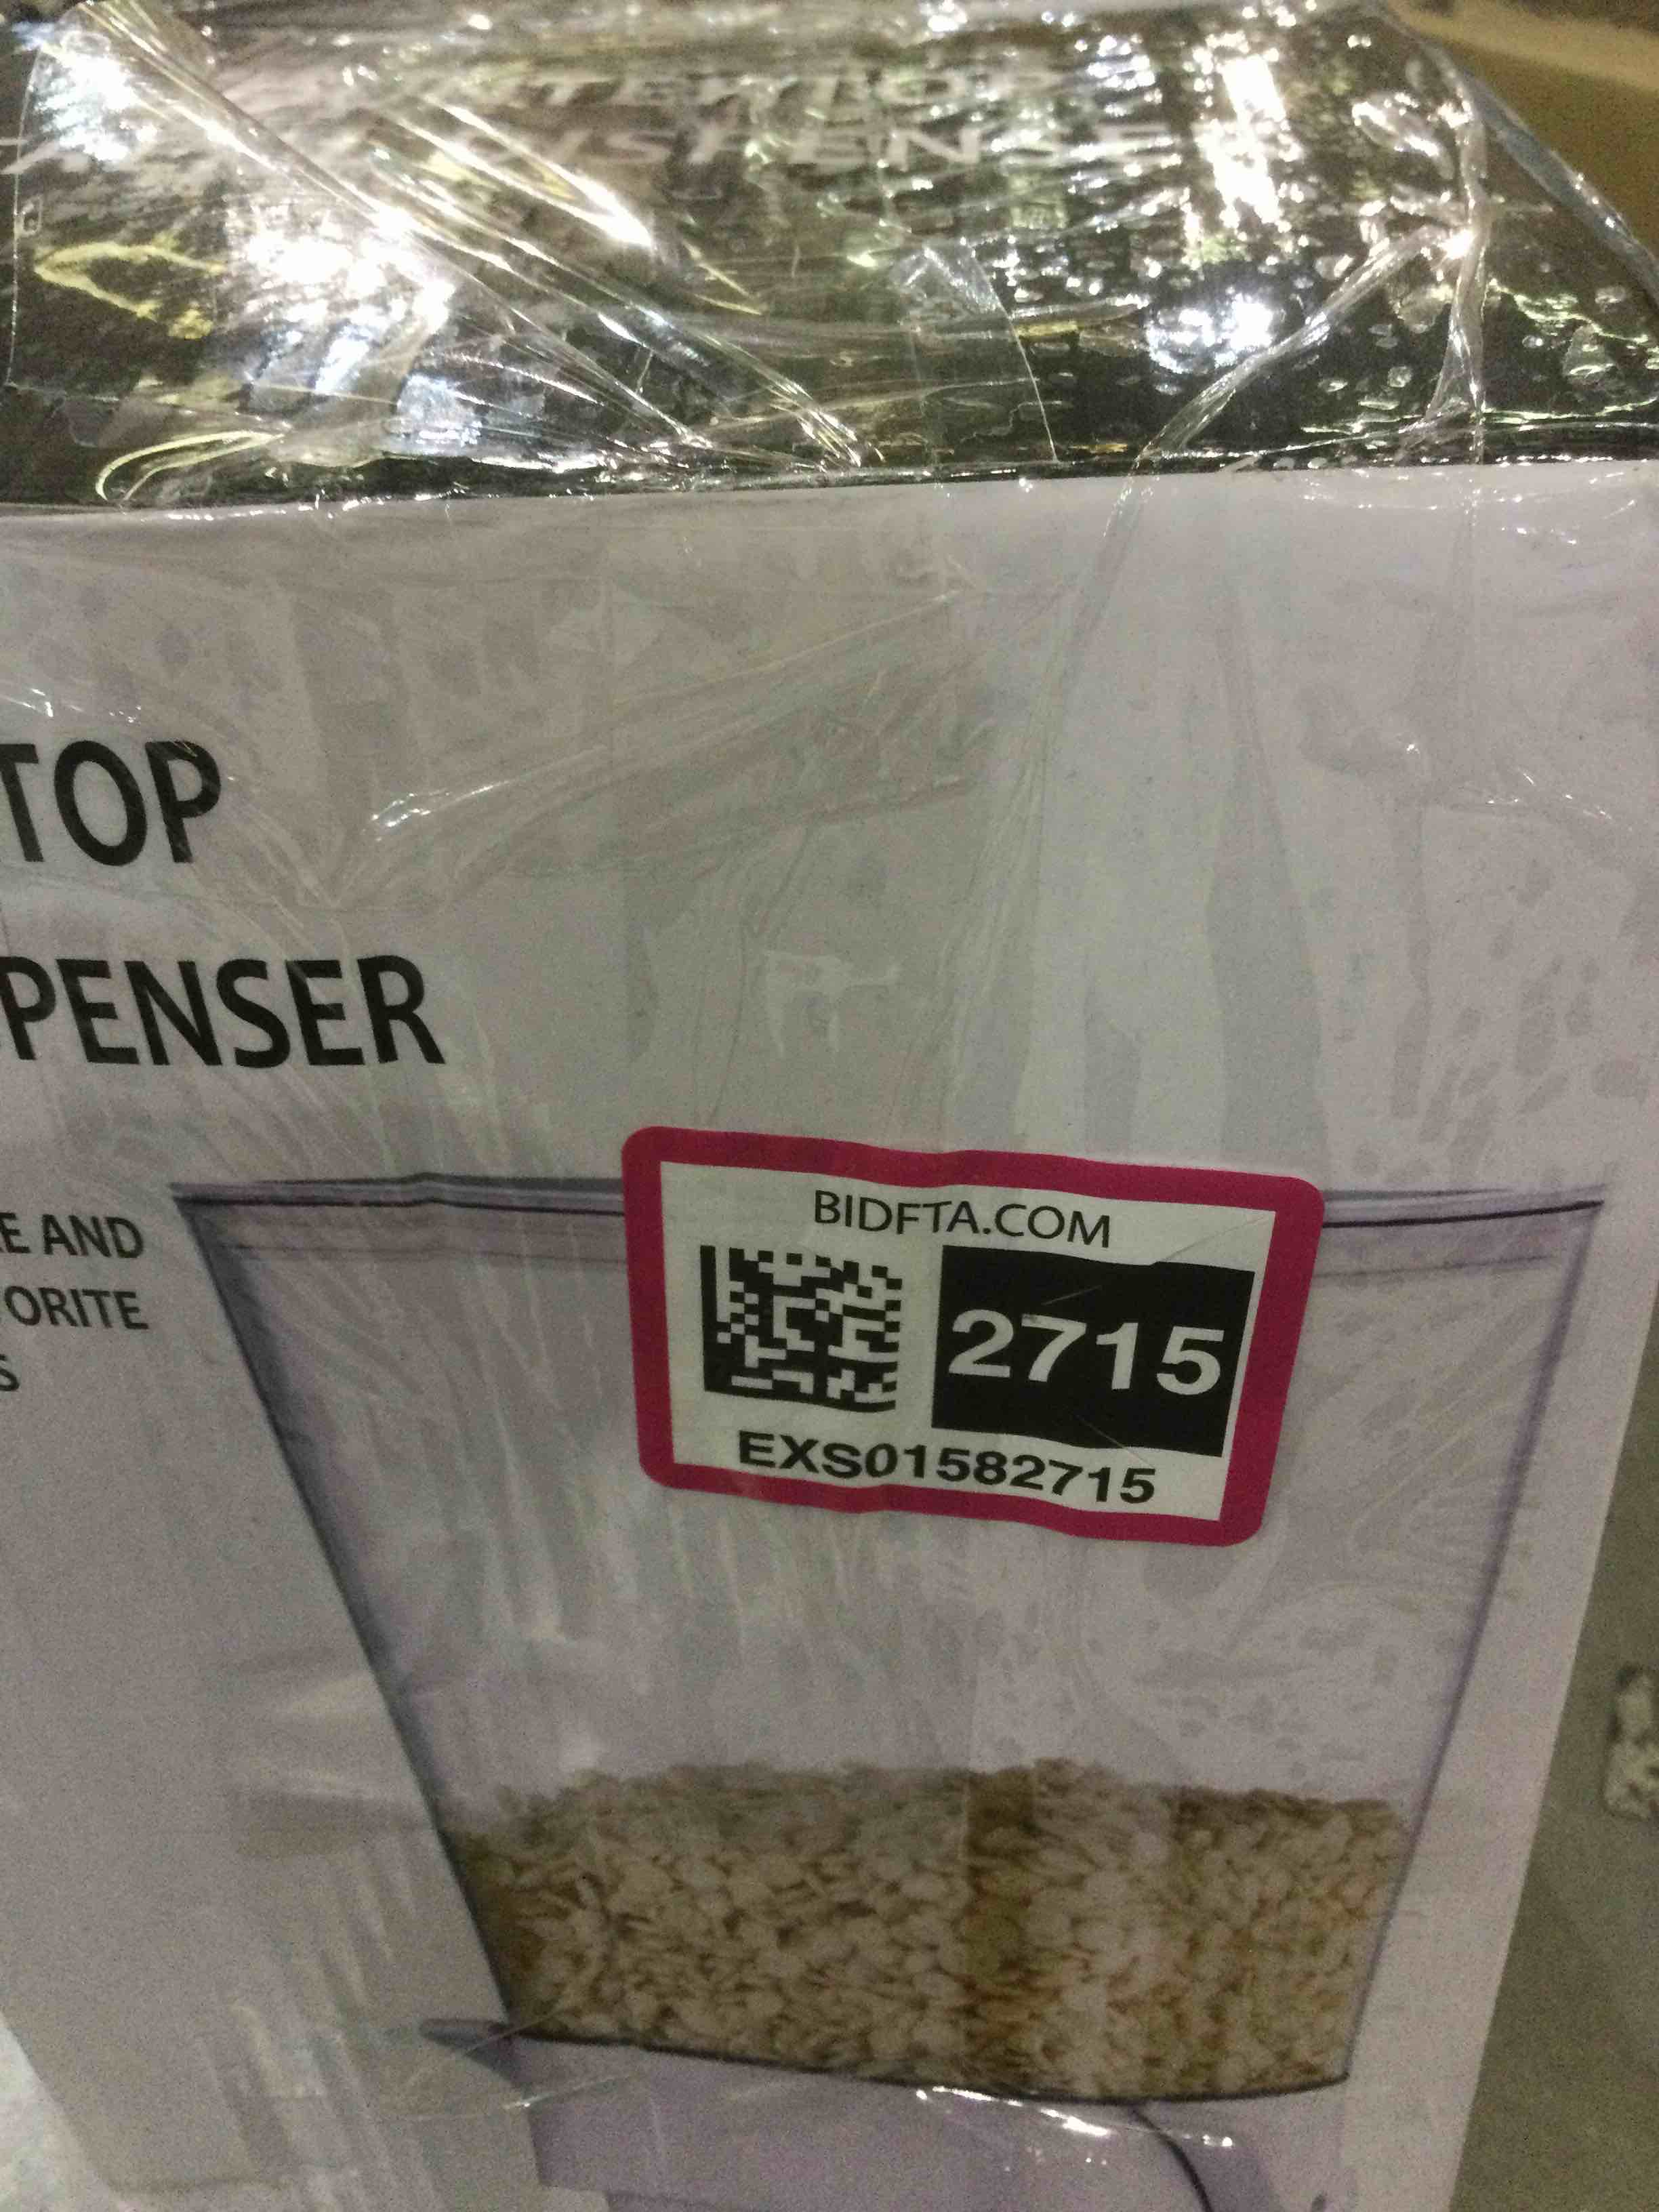 TOP
PENSER
E AND
ORITE
S
BIDFTA.COM
2715
EXS01582715